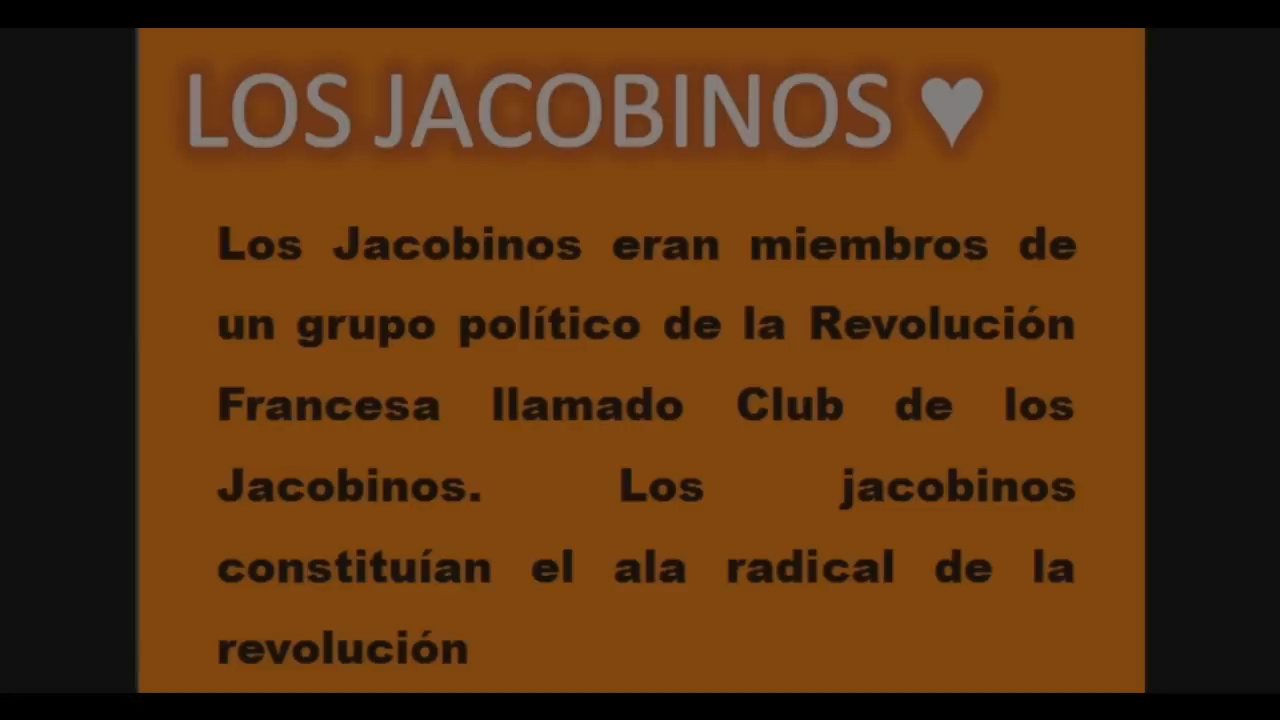 LOS JACOBINOS ♥
Los Jacobinos eran miembros de
un grupo político de la Revolución
Francesa llamado Club de los
Jacobinos. Los jacobinos
constituían el ala radical de la
revolución